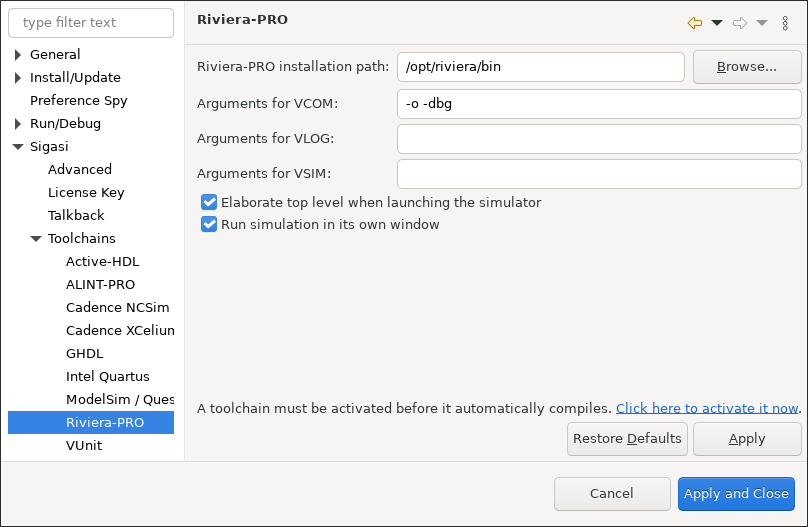 type filter text
General
Install/Update
Preference Spy
Run/Debug
Sigasi
Advanced
License Key
Talkback
Toolchains
Active-HDL
ALINT-PRO
Cadence NCSim
Cadence XCeliun
GHDL
Intel Quartus
ModelSim / Ques
Riviera-PRO
VUnit
Riviera-PRO
Riviera-PRO installation path: /opt/riviera/bin Browse...
Arguments for VCOM: -o -dbg
Arguments for VLOG:
Arguments for VSIM:
Elaborate top level when launching the simulator
Run simulation in its own window
A toolchain must be activated before it automatically compiles. Click here to activate it now.
Restore Defaults Apply
Cancel Apply and Close